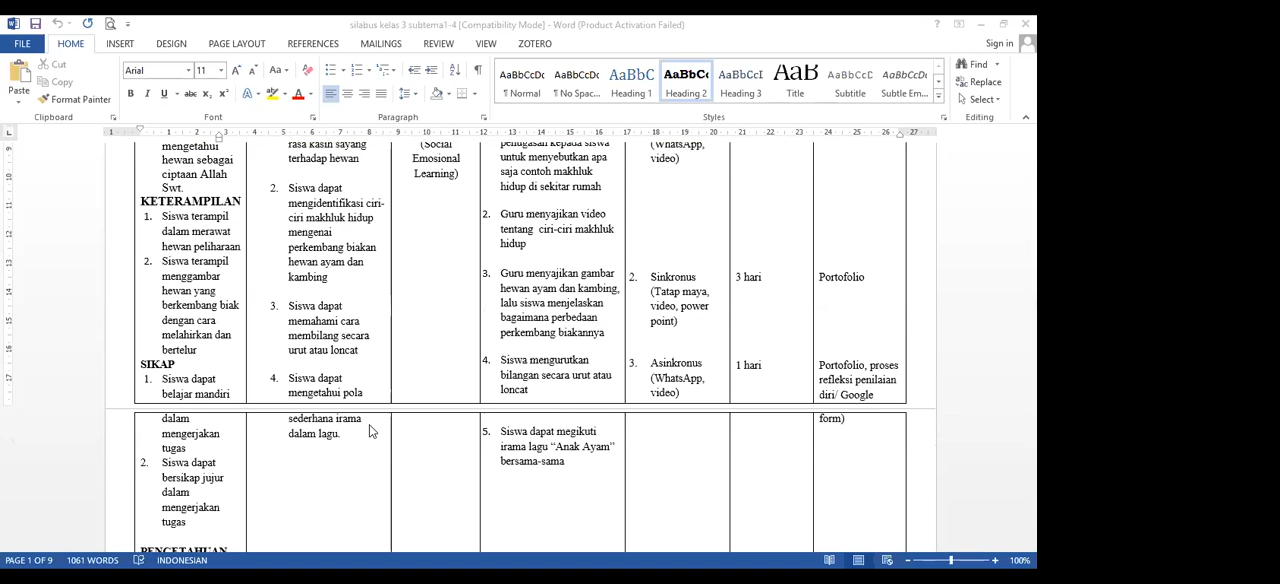 silabus kelas 3 subtema1-4 [Compatibility Mode] - Word (Product Activation Failed)
Sign in
FILE HOME INSERT DESIGN PAGE LAYOUT REFERENCES MAILINGS REVIEW VIEW ZOTERO
Paste
Cut
Copy
Format Painter
Clipboard
Arial 11
Font
Paragraph
AaBbCcDc AaBbCcDc AaBbC AaBbCc AaBbCcI AaB AaBbCcD AaBbCcDc
¶ Normal ¶ No Spac... Heading 1 Heading 2 Heading 3 Title Subtitle Subtle Em...
Styles
Find
Replace
Select
Editing
mengetahui
hewan sebagai
ciptaan Allah
Swt.
KETERAMPILAN
1. Siswa terampil
dalam merawat
hewan peliharaan
2. Siswa terampil
menggambar
hewan yang
berkembang biak
dengan cara
melahirkan dan
bertelur
SIKAP
1. Siswa dapat
belajar mandiri
rasa kasih sayang
terhadap hewan
2. Siswa dapat
mengidentifikasi ciri-
ciri makhluk hidup
mengenai
perkembang biakan
hewan ayam dan
kambing
3. Siswa dapat
memahami cara
membilang secara
urut atau loncat
4. Siswa dapat
mengetahui pola
(Social
Emosional
Learning)
penugasan kepada siswa
untuk menyebutkan apa
saja contoh makhluk
hidup di sekitar rumah
2. Guru menyajikan video
tentang ciri-ciri makhluk
hidup
3. Guru menyajikan gambar
hewan ayam dan kambing,
lalu siswa menjelaskan
bagaimana perbedaan
perkembang biakannya
4. Siswa mengurutkan
bilangan secara urut atau
loncat
(WhatsApp,
video)
2. Sinkronus
(Tatap maya,
video, power
point)
3. Asinkronus
(WhatsApp,
video)
3 hari
1 hari
Portofolio
Portofolio, proses
refleksi penilaian
diri/ Google
dalam
mengerjakan
tugas
2. Siswa dapat
bersikap jujur
dalam
mengerjakan
tugas
PENGETAHUAN
sederhana irama
dalam lagu.
5. Siswa dapat megikuti
irama lagu “Anak Ayam”
bersama-sama
form)
PAGE 1 OF 9 1061 WORDS INDONESIAN 100%